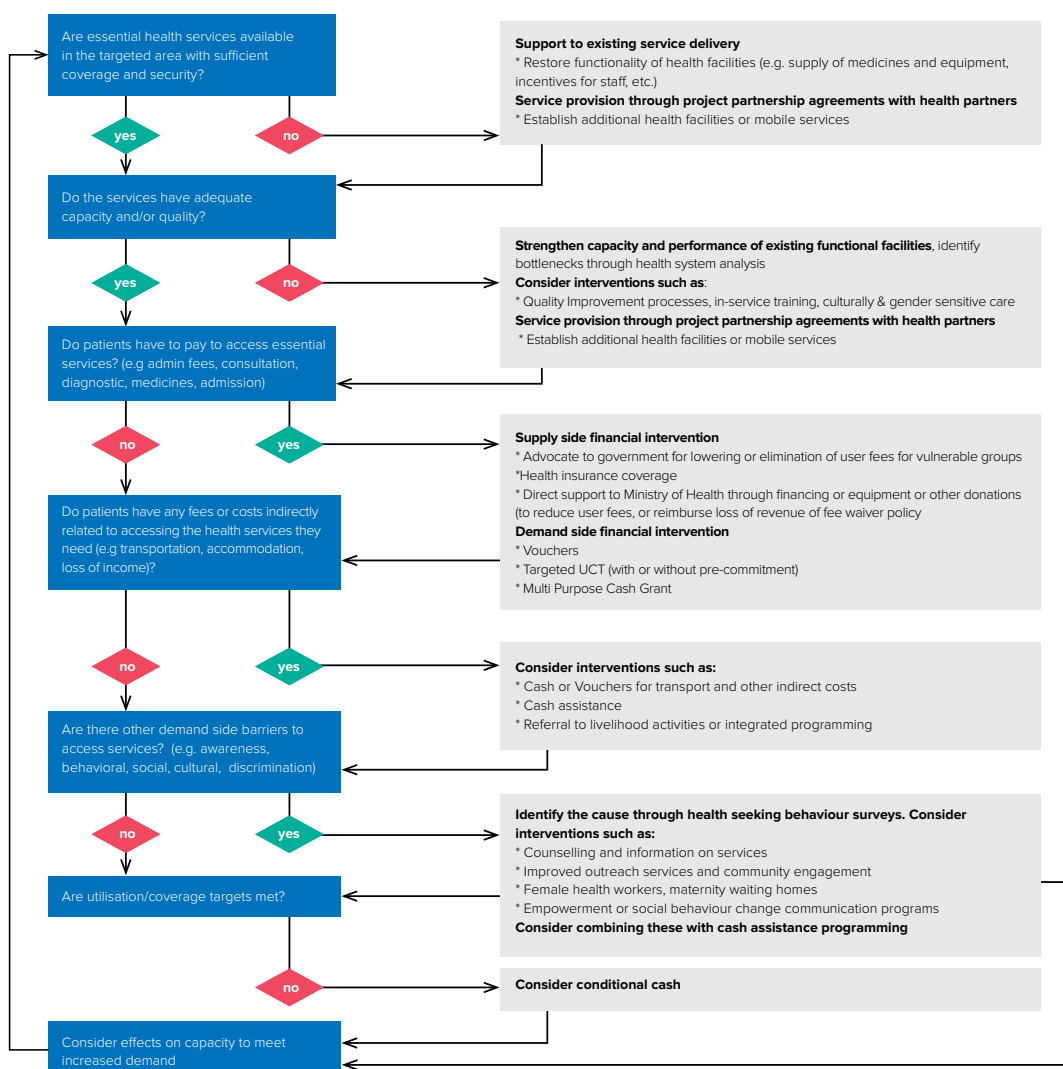 Are essential health services available
in the targeted area with sufficient
coverage and security?
yes
no
Support to existing service delivery
* Restore functionality of health facilities (e.g. supply of medicines and equipment,
incentives for staff, etc.)
Service provision through project partnership agreements with health partners
* Establish additional health facilities or mobile services
Do the services have adequate
capacity and/or quality?
yes
no
Strengthen capacity and performance of existing functional facilities, identify
bottlenecks through health system analysis
Consider interventions such as:
* Quality Improvement processes, in-service training, culturally & gender sensitive care
Service provision through project partnership agreements with health partners
* Establish additional health facilities or mobile services
Do patients have to pay to access essential
services? (e.g admin fees, consultation,
diagnostic, medicines, admission)
no
yes
Supply side financial intervention
* Advocate to government for lowering or elimination of user fees for vulnerable groups
*Health insurance coverage
* Direct support to Ministry of Health through financing or equipment or other donations
(to reduce user fees, or reimburse loss of revenue of fee waiver policy
Demand side financial intervention
* Vouchers
* Targeted UCT (with or without pre-commitment)
* Multi Purpose Cash Grant
Do patients have any fees or costs indirectly
related to accessing the health services they
need (e.g transportation, accommodation,
loss of income)?
no
yes
Consider interventions such as:
* Cash or Vouchers for transport and other indirect costs
* Cash assistance
* Referral to livelihood activities or integrated programming
Are there other demand side barriers to
access services? (e.g. awareness,
behavioral, social, cultural, discrimination)
no
yes
Identify the cause through health seeking behaviour surveys. Consider
interventions such as:
* Counselling and information on services
* Improved outreach services and community engagement
* Female health workers, maternity waiting homes
* Empowerment or social behaviour change communication programs
Consider combining these with cash assistance programming
Are utilisation/coverage targets met?
no
Consider conditional cash
Consider effects on capacity to meet
increased demand